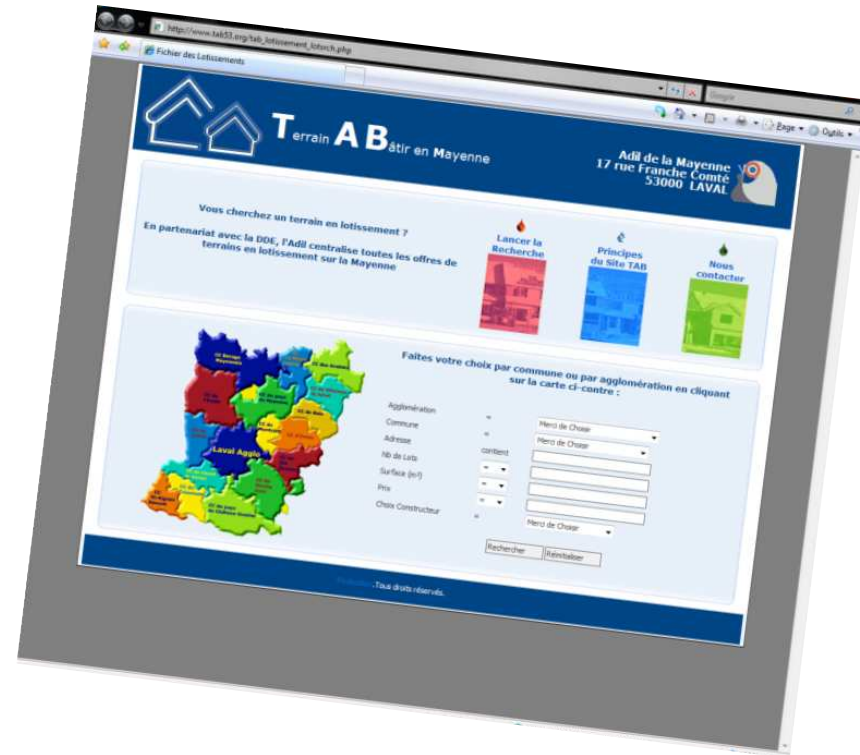 http://www.tab53.org/tab_lotissement_lotsrch.php
Google
Fichier des Lotissements
Page
Outils
Terrain A Bâtir en Mayenne
Adil de la Mayenne
17 rue Franche Comté
53000 LAVAL
Vous cherchez un terrain en lotissement ?
En partenariat avec la DDE, l'Adil centralise toutes les offres de
terrains en lotissement sur la Mayenne
Lancer la
Recherche
Principes
du Site TAB
Nous
contacter
Faites votre choix par commune ou par agglomération en cliquant
sur la carte ci-contre :
Laval Agglo
Agglomération = Merci de Choisir
Commune = Merci de Choisir
Adresse contient
Nb de Lots =
Surface (m²) =
Prix =
Choix Constructeur = Merci de Choisir
Rechercher Réinitialiser
.Tous droits réservés.